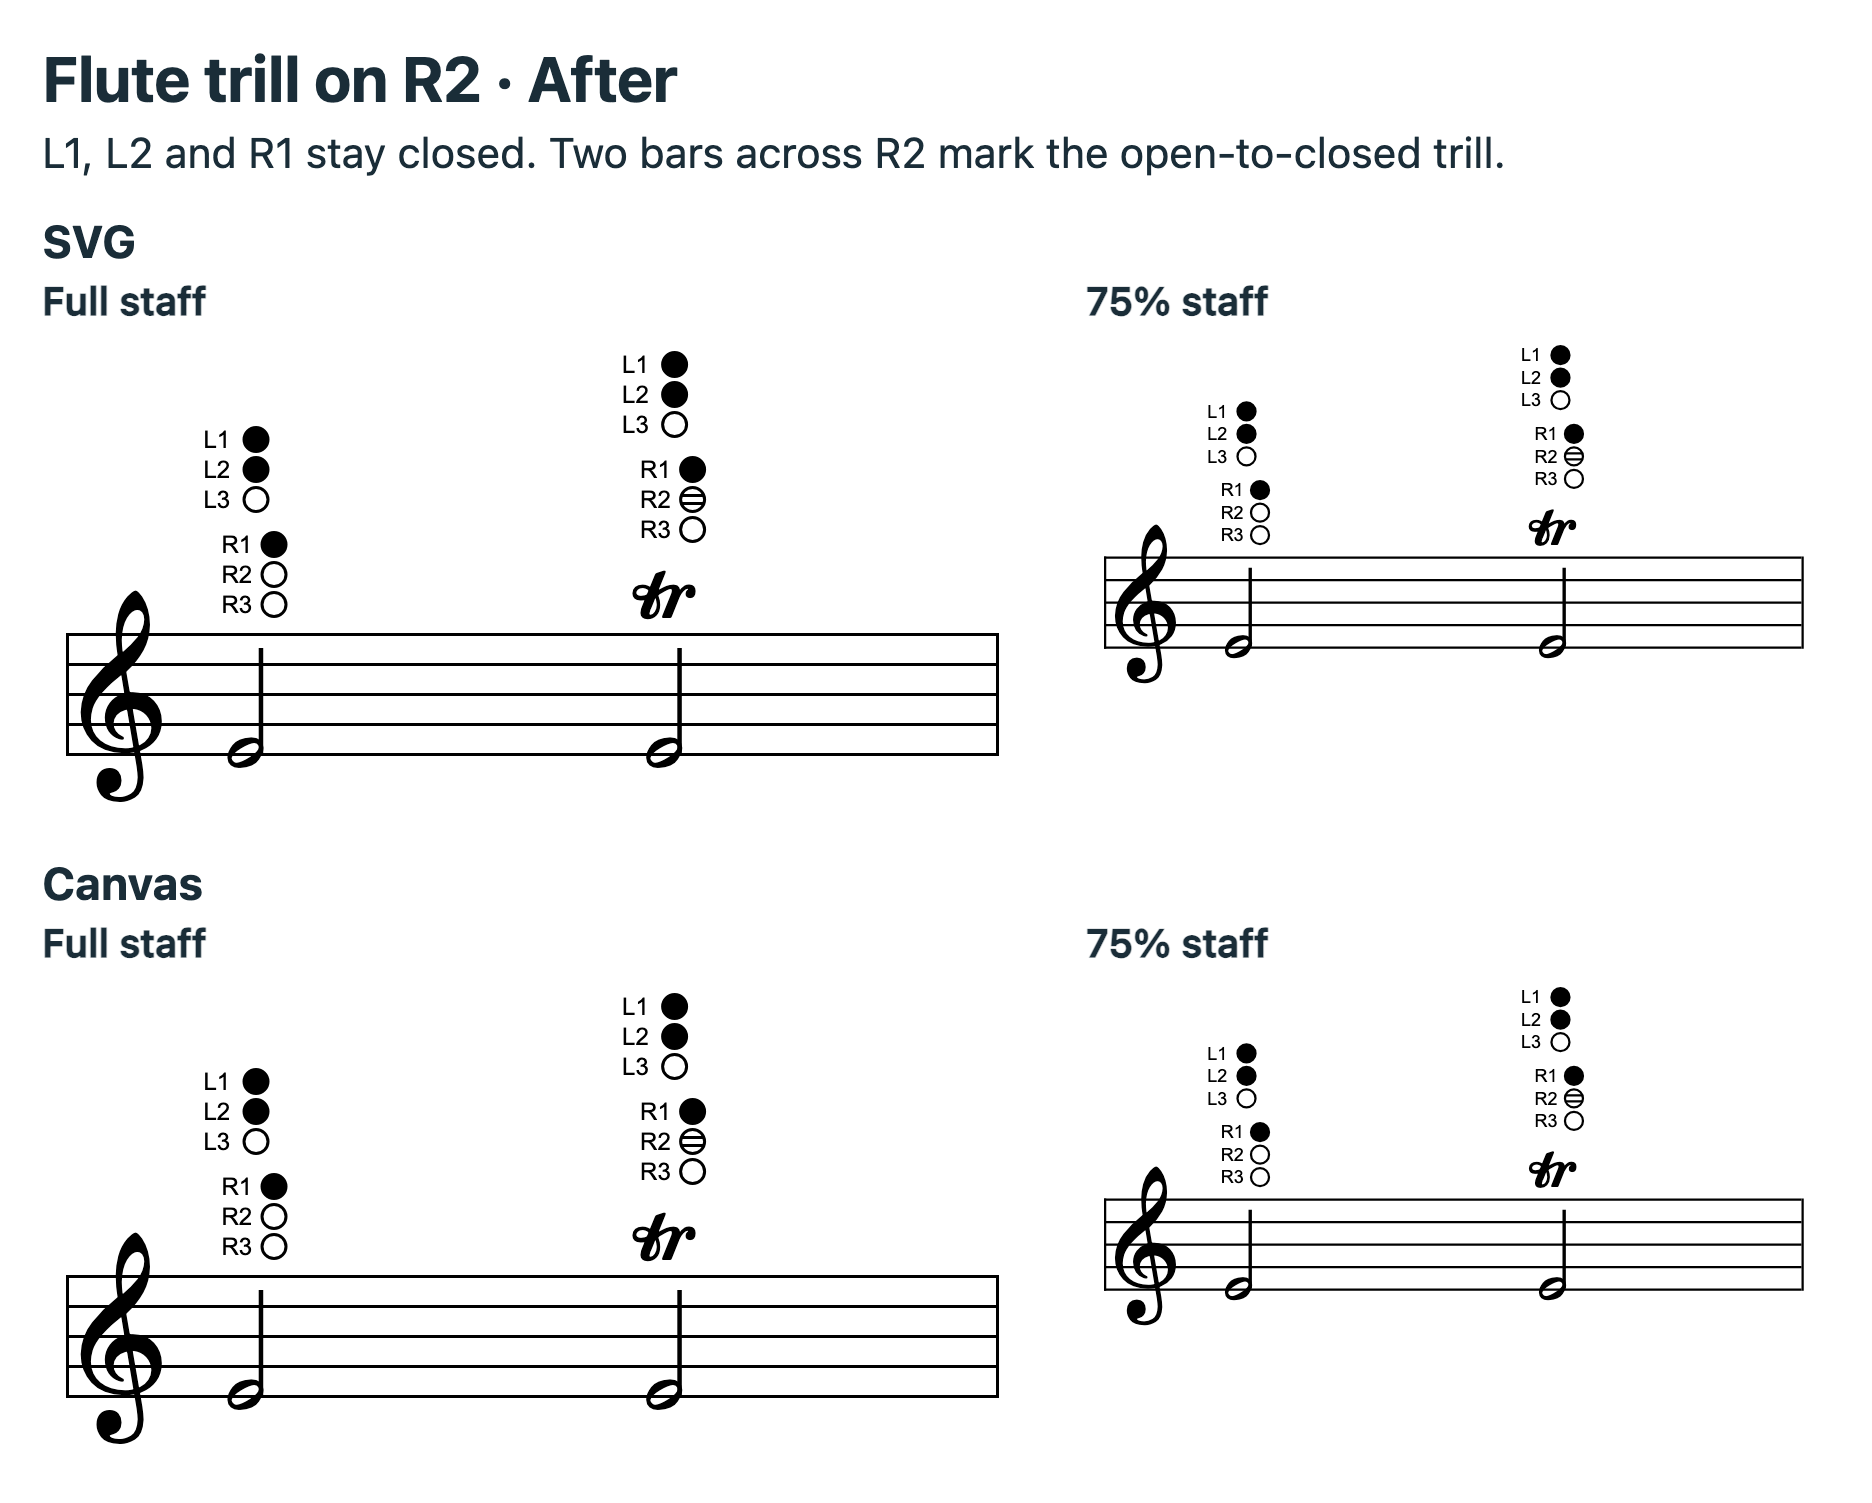 Flute trill on R2 · After
L1, L2 and R1 stay closed. Two bars across R2 mark the open-to-closed trill.
SVG
Full staff
L1
L2
L3
R1
R2
R3
L1
L2
L3
R1
R2
R3
tr
75% staff
L1
L2
L3
R1
R2
R3
L1
L2
L3
R1
R2
R3
tr
Canvas
Full staff
L1
L2
L3
R1
R2
R3
L1
L2
L3
R1
R2
R3
tr
75% staff
L1
L2
L3
R1
R2
R3
L1
L2
L3
R1
R2
R3
tr